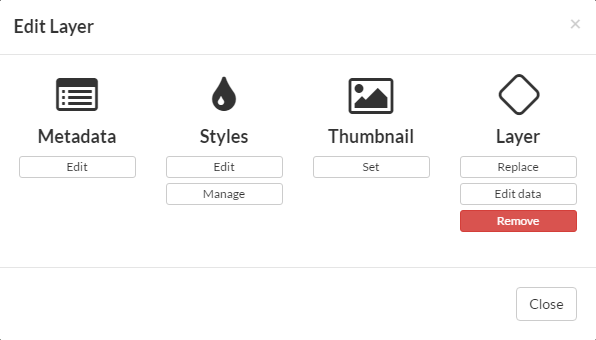 Edit Layer
×
Metadata
Styles
Thumbnail
Layer
Edit
Edit
Set
Replace
Manage
Edit data
Remove
Close